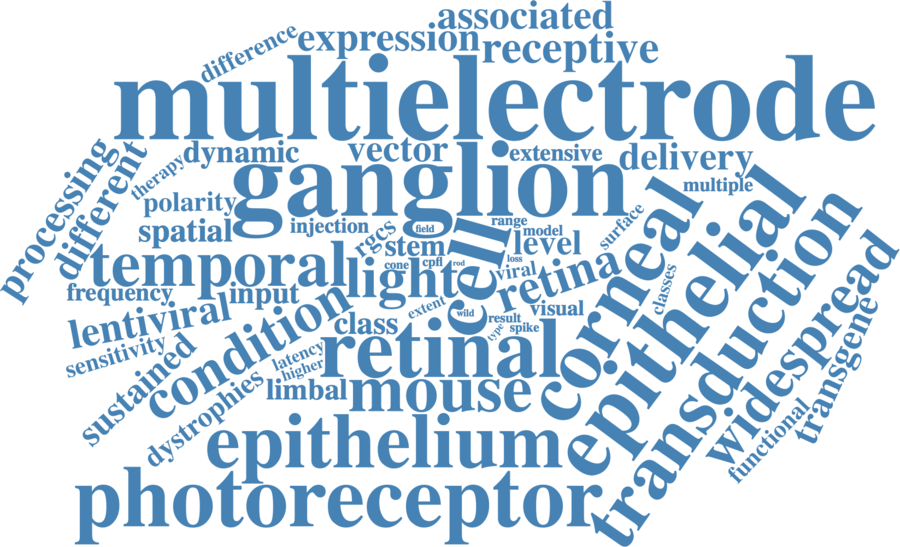 associated
expression
difference
receptive
multielectrode
processing
different
therapy
dynamic
vector
extensive
delivery
ganglion
multiple
polarity
spatial
injection
field
range
model
surface
rgcs
stem
cell
level
corneal
epithelial
temporal
light
cone
cpfl
rod
loss
viral
retina
classes
frequency
input
lentiviral
condition
class
extent
wild
result
type
spike
visual
transduction
widespread
transgene
functional
sensitivity
sustained
latency
higher
retinal
dystrophies
limbal
mouse
epithelium
photoreceptor